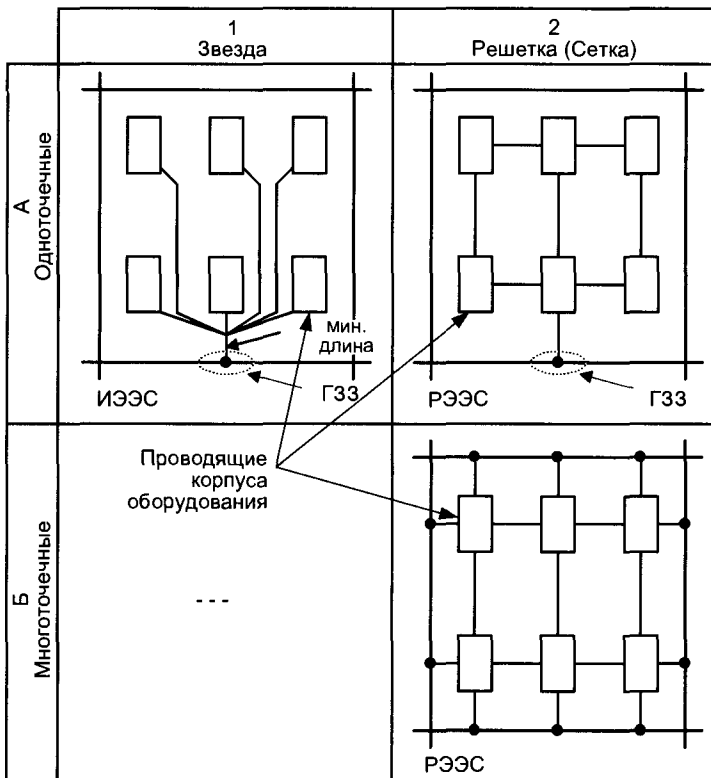 1
Звезда
2
Решетка (Сетка)
А
Одноточечные
мин.
длина
ИЭЭС
ГЗЗ
РЭЭС
ГЗЗ
Б
Многоточечные
Проводящие
корпуса
оборудования
---
РЭЭС